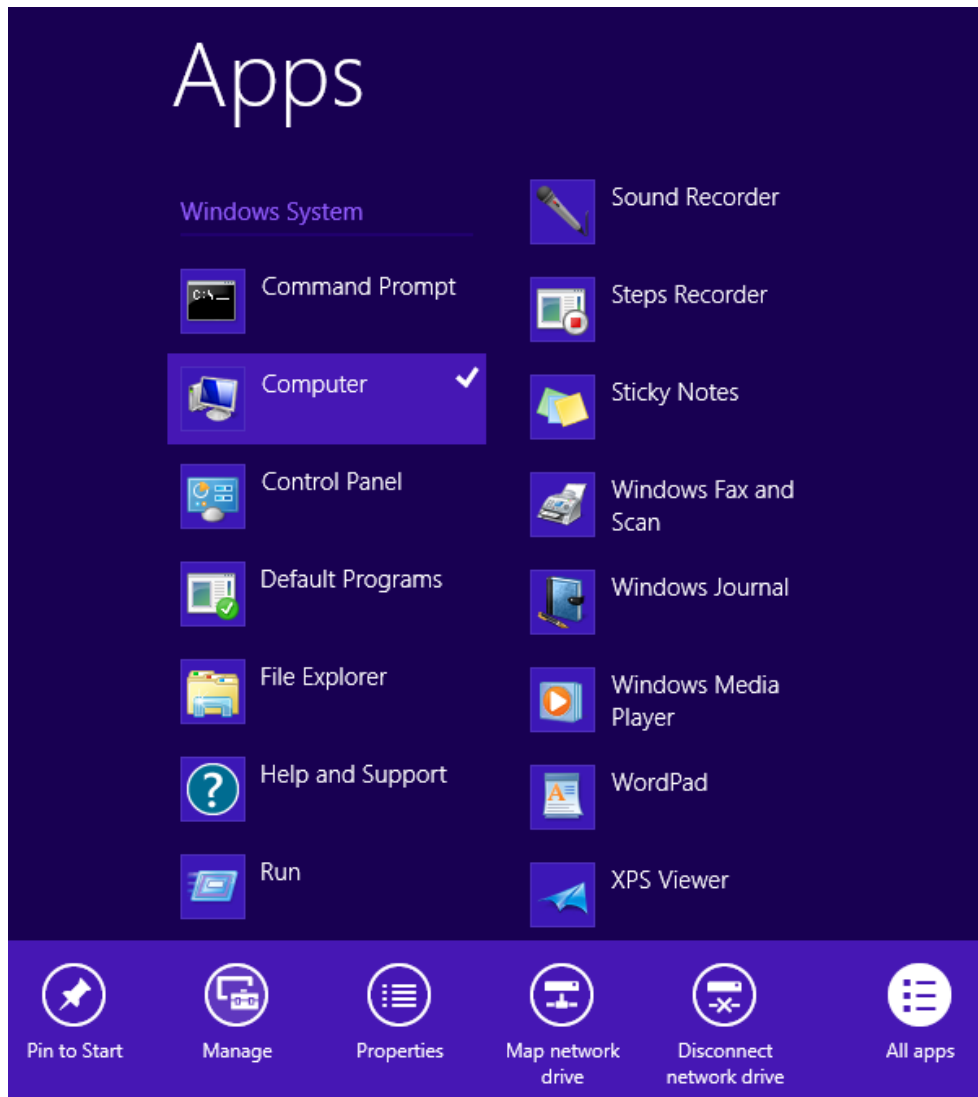 Apps
Windows System
Command Prompt
C:\_
Computer
Control Panel
Default Programs
File Explorer
Help and Support
?
Run
Sound Recorder
Steps Recorder
Sticky Notes
Windows Fax and
Scan
Windows Journal
Windows Media
Player
WordPad
A
XPS Viewer
Pin to Start
Manage
Properties
Map network
drive
Disconnect
network drive
All apps